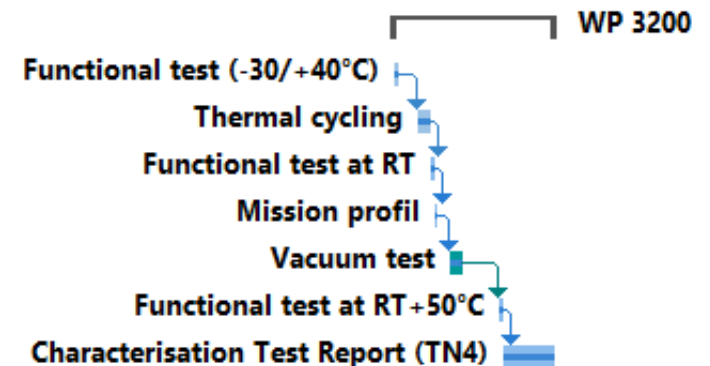 WP 3200
Functional test (-30/+40°C)
Thermal cycling
Functional test at RT
Mission profil
Vacuum test
Functional test at RT+50°C
Characterisation Test Report (TN4)